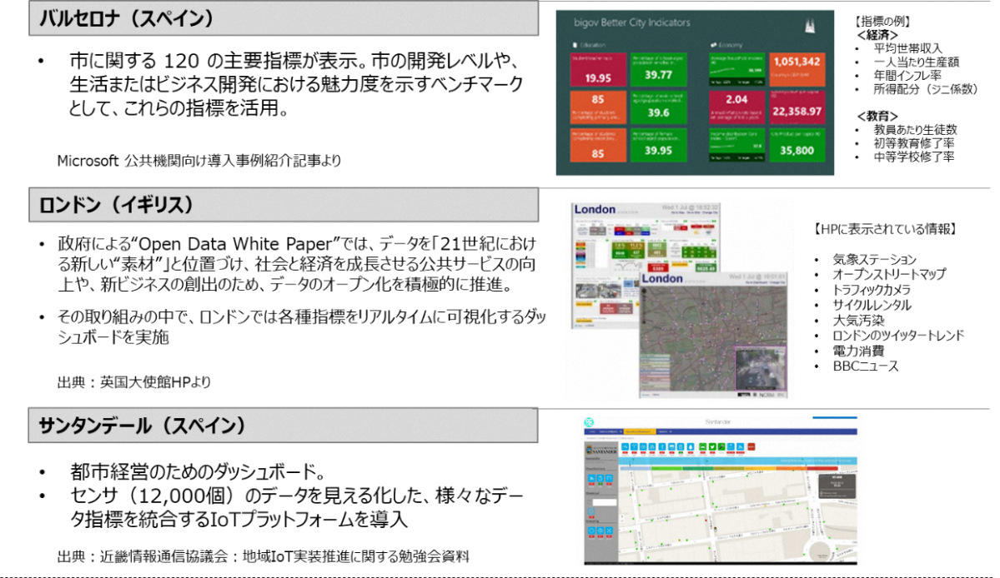 バルセロナ（スペイン）
• 市に関する 120 の主要指標が表示。市の開発レベルや、
生活またはビジネス開発における魅力度を示すベンチマーク
として、これらの指標を活用。
Microsoft 公共機関向け導入事例紹介記事より
bigov Better City Indicators
Education
Economy
19.95
39.77
85
39.6
85
39.95
1,051,342
2.04
22,358.97
35,800
【指標の例】
＜経済＞
• 平均世帯収入
• 一人当たり生産額
• 年間インフレ率
• 所得配分（ジニ係数）
＜教育＞
• 教員あたり生徒数
• 初等教育修了率
• 中等学校修了率
ロンドン（イギリス）
• 政府による“Open Data White Paper”では、データを「21世紀におけ
る新しい“素材”」と位置づけ、社会と経済を成長させる公共サービスの向
上や、新ビジネスの創出のため、データのオープン化を積極的に推進。
• その取り組みの中で、ロンドンでは各種指標をリアルタイムに可視化するダッ
シュボードを実施
出典：英国大使館HPより
London
Wed 1 Jul @ 18:52:32
London
【HPに表示されている情報】
• 気象ステーション
• オープンストリートマップ
• トラフィックカメラ
• サイクルレンタル
• 大気汚染
• ロンドンのツイッタートレンド
• 電力消費
• BBCニュース
サンタンデール（スペイン）
• 都市経営のためのダッシュボード。
• センサ（12,000個）のデータを見える化した、様々なデー
タ指標を統合するIoTプラットフォームを導入
出典：近畿情報通信協議会：地域IoT実装推進に関する勉強会資料
Santander
SANTANDER